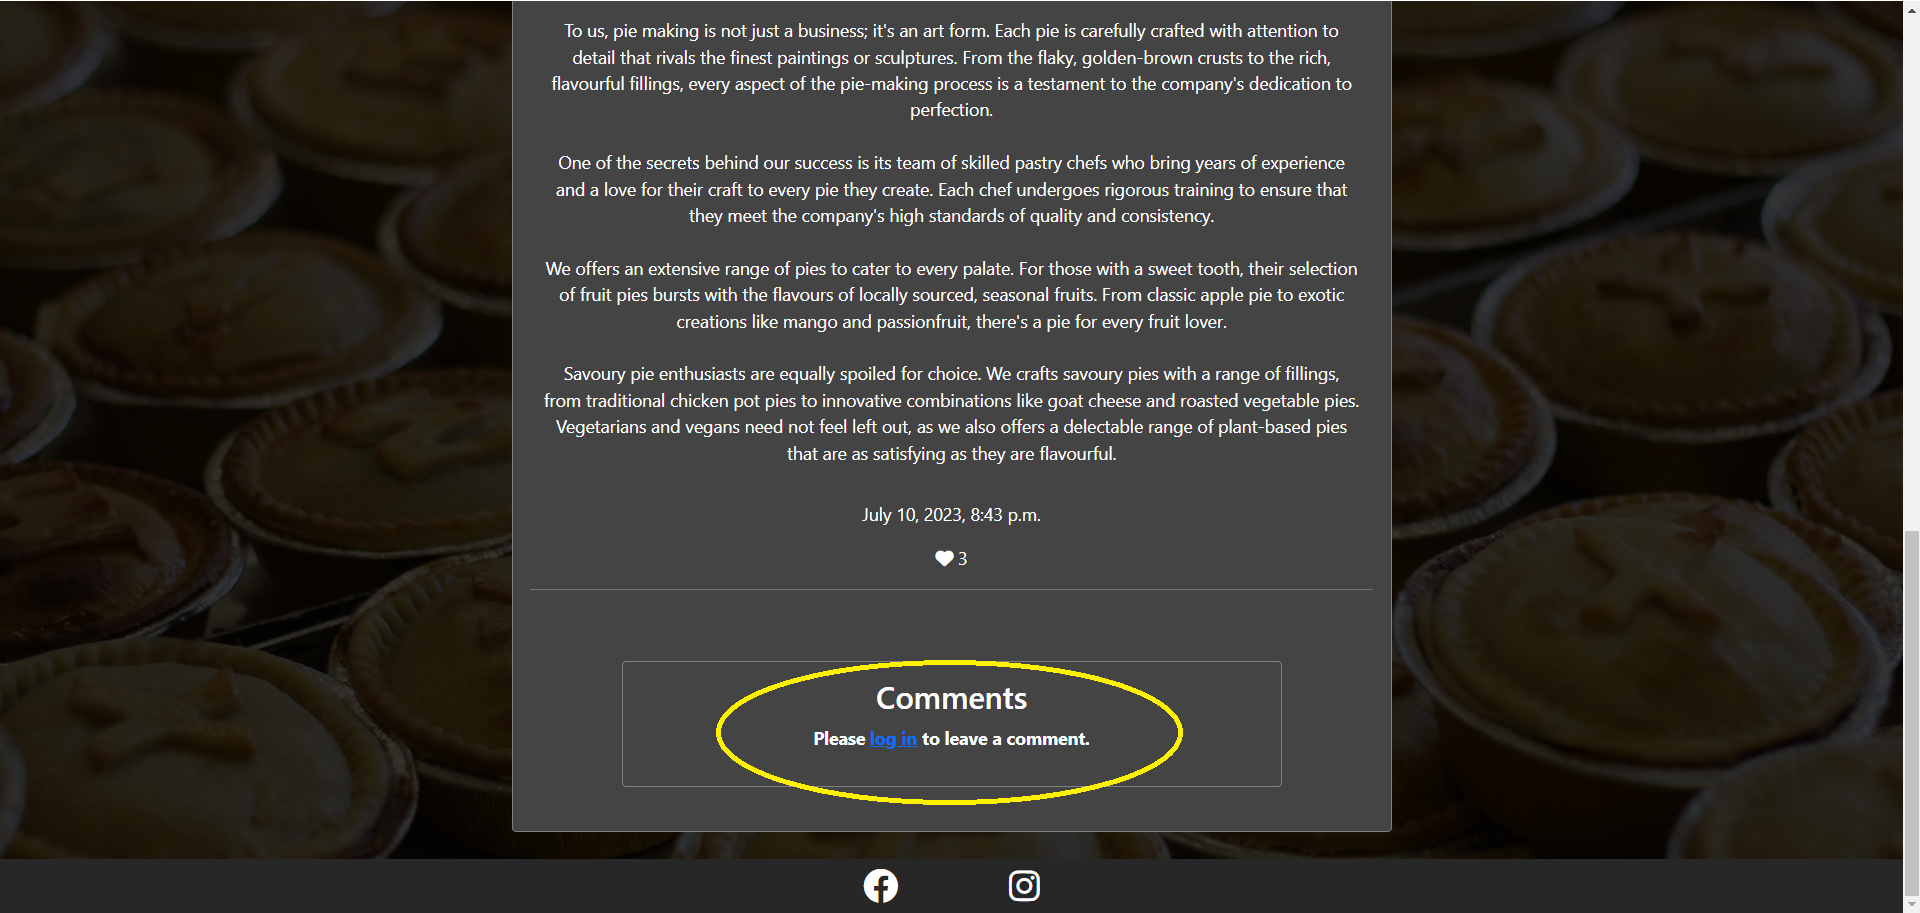 To us, pie making is not just a business; it's an art form. Each pie is carefully crafted with attention to
detail that rivals the finest paintings or sculptures. From the flaky, golden-brown crusts to the rich,
flavourful fillings, every aspect of the pie-making process is a testament to the company's dedication to
perfection.
One of the secrets behind our success is its team of skilled pastry chefs who bring years of experience
and a love for their craft to every pie they create. Each chef undergoes rigorous training to ensure that
they meet the company's high standards of quality and consistency.
We offers an extensive range of pies to cater to every palate. For those with a sweet tooth, their selection
of fruit pies bursts with the flavours of locally sourced, seasonal fruits. From classic apple pie to exotic
creations like mango and passionfruit, there's a pie for every fruit lover.
Savoury pie enthusiasts are equally spoiled for choice. We crafts savoury pies with a range of fillings,
from traditional chicken pot pies to innovative combinations like goat cheese and roasted vegetable pies.
Vegetarians and vegans need not feel left out, as we also offers a delectable range of plant-based pies
that are as satisfying as they are flavourful.
July 10, 2023, 8:43 p.m.
3
Comments
Please log in to leave a comment.